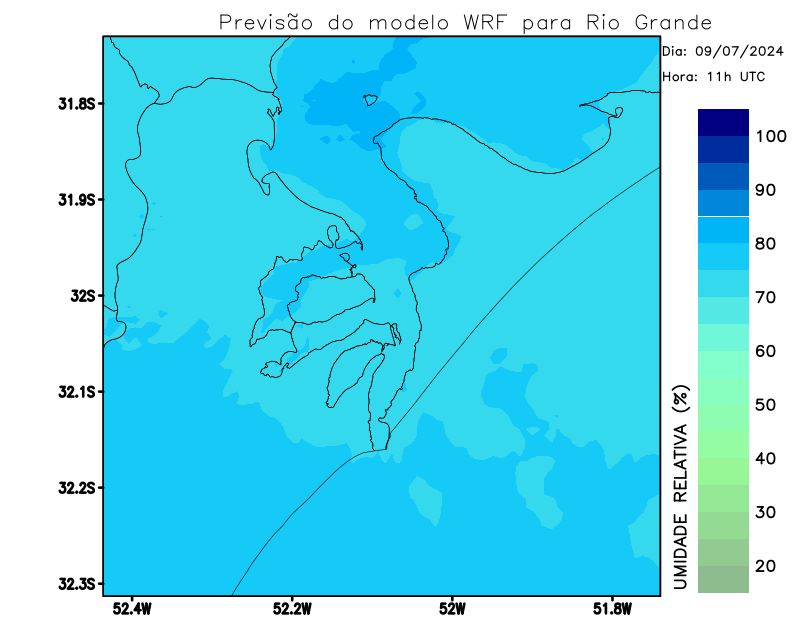 Previsão do modelo WRF para Rio Grande
Dia: 09/07/2024
Hora: 11h UTC
31.8S
31.9S
32S
32.1S
32.2S
32.3S
52.4W
52.2W
52W
51.8W
100
90
80
70
60
50
40
30
20
UMIDADE RELATIVA (%)